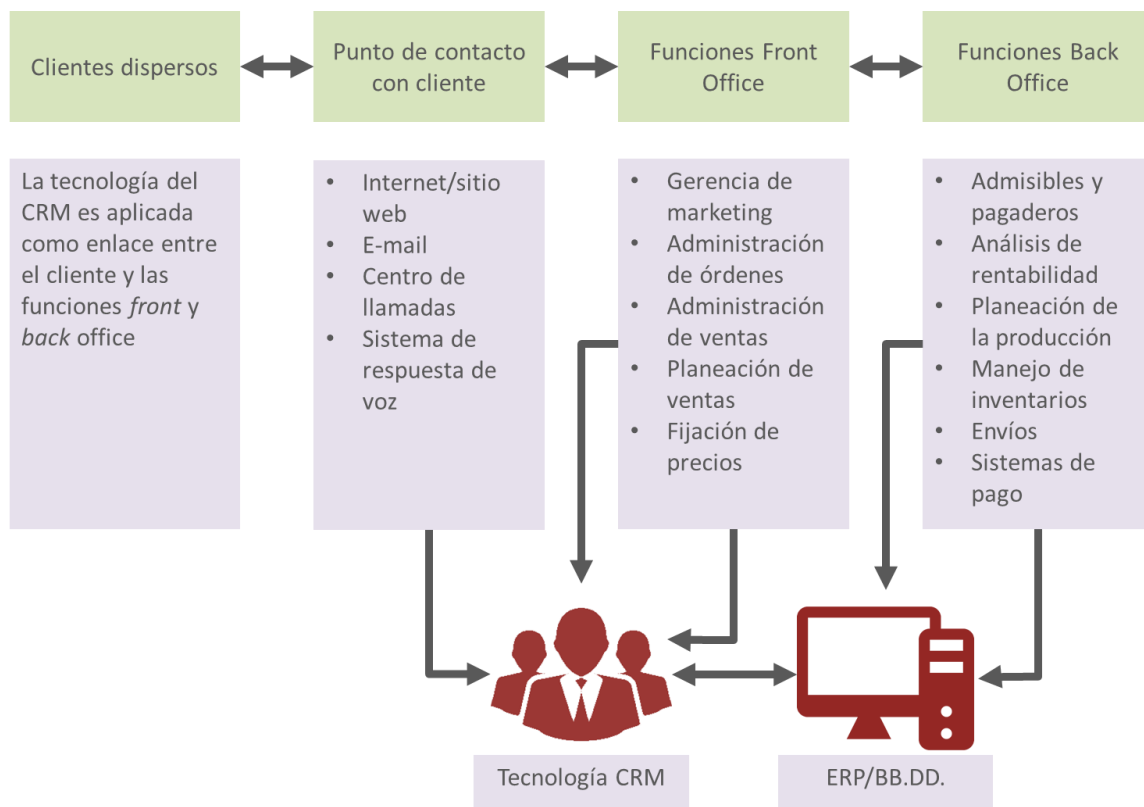 Clientes dispersos
Punto de contacto
con cliente
Funciones Front
Office
Funciones Back
Office
La tecnología del
CRM es aplicada
como enlace entre
el cliente y las
funciones front y
back office
• Internet/sitio
web
• E-mail
• Centro de
llamadas
• Sistema de
respuesta de
voz
• Gerencia de
marketing
• Administración
de órdenes
• Administración
de ventas
• Planeación de
ventas
• Fijación de
precios
• Admisibles y
pagaderos
• Análisis de
rentabilidad
• Planeación de
la producción
• Manejo de
inventarios
• Envíos
• Sistemas de
pago
Tecnología CRM
ERP/BB.DD.